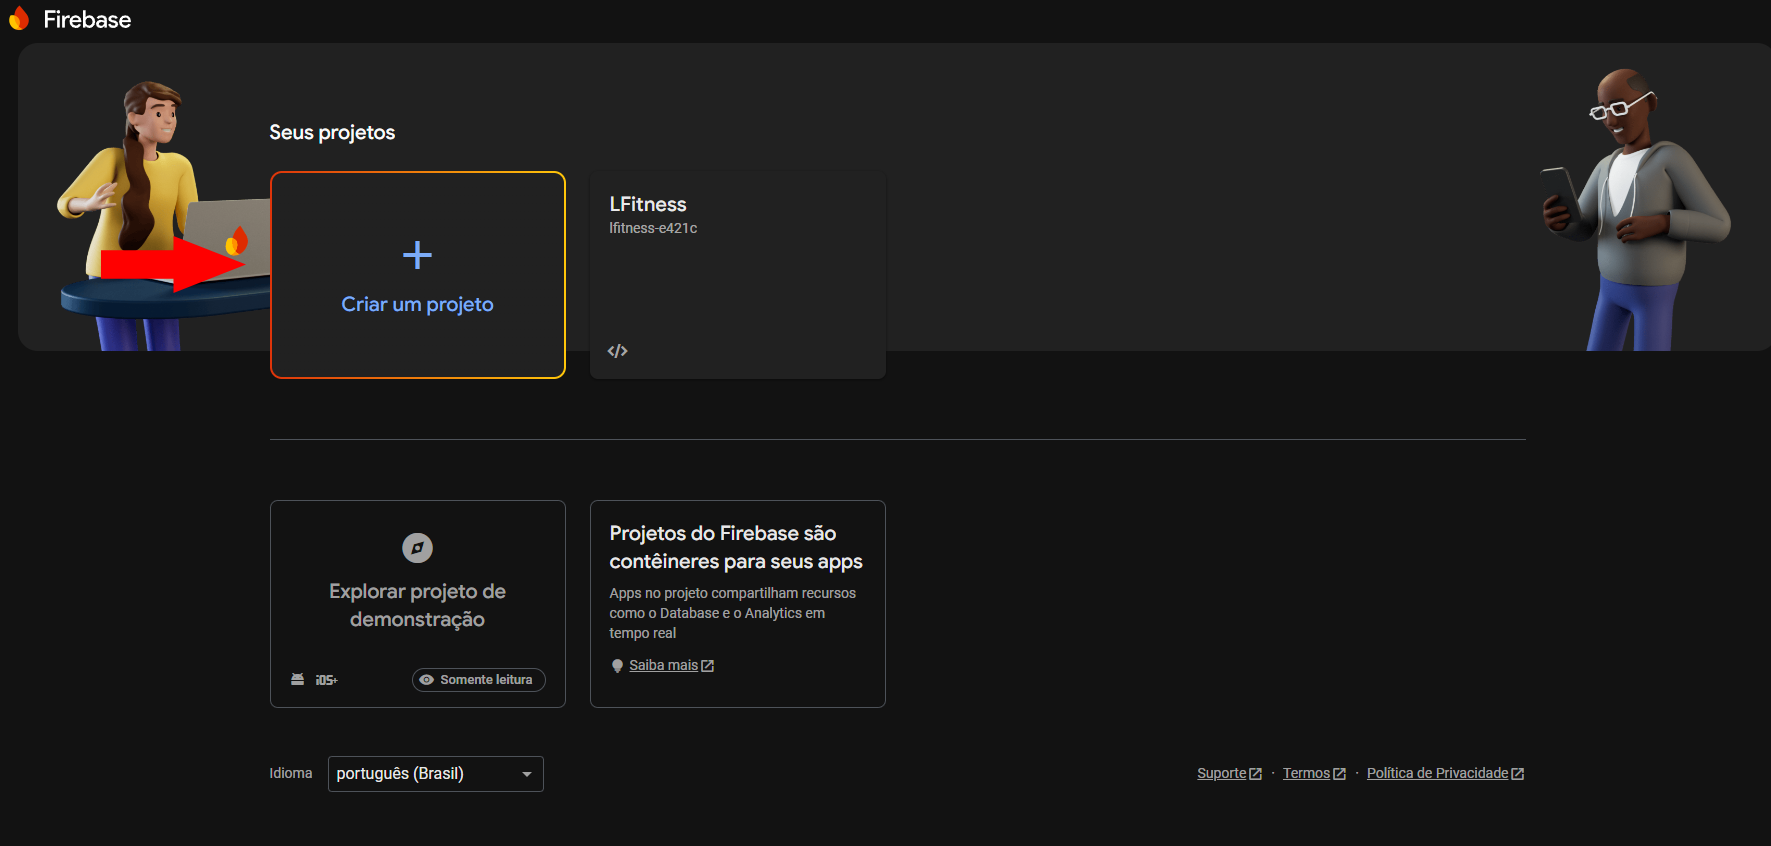 Firebase
Seus projetos
Criar um projeto
LFitness
lfitness-e421c
Explorar projeto de
demonstração
iOS+
Somente leitura
Projetos do Firebase são
contêineres para seus apps
Apps no projeto compartilham recursos
como o Database e o Analytics em
tempo real
Saiba mais
Idioma
português (Brasil)
Suporte · Termos · Política de Privacidade